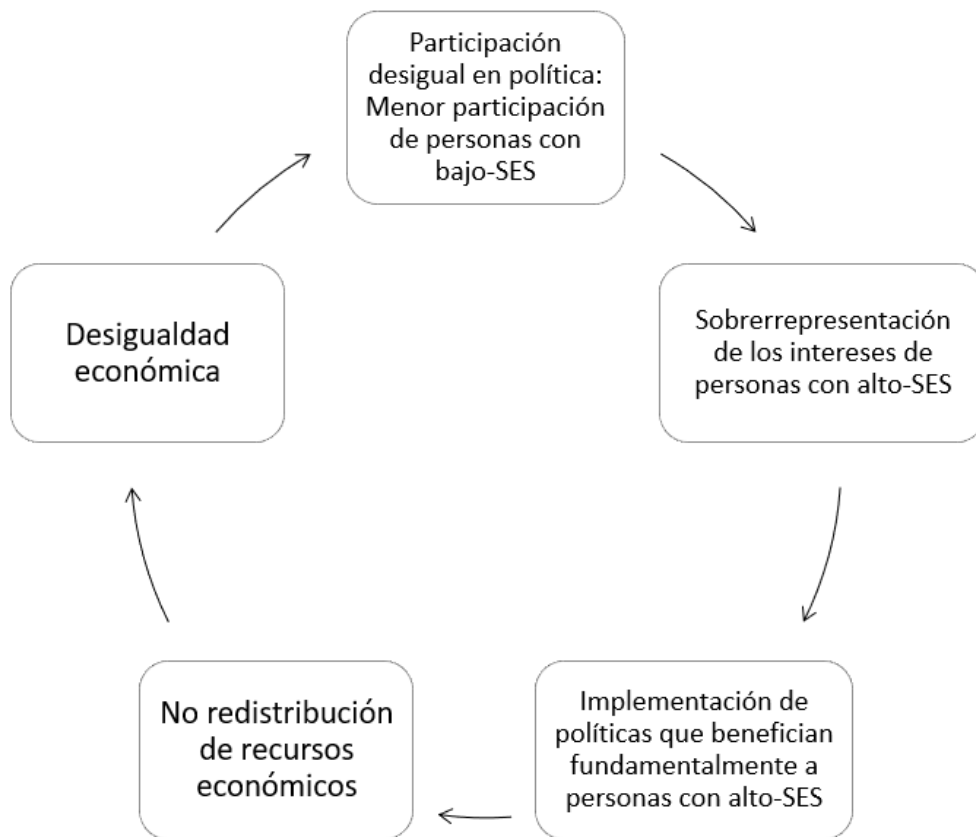 Participación
desigual en política:
Menor participación
de personas con
bajo-SES
Sobrerrepresentación
de los intereses de
personas con alto-SES
Implementación de
políticas que benefician
fundamentalmente a
personas con alto-SES
No redistribución
de recursos
económicos
Desigualdad
económica